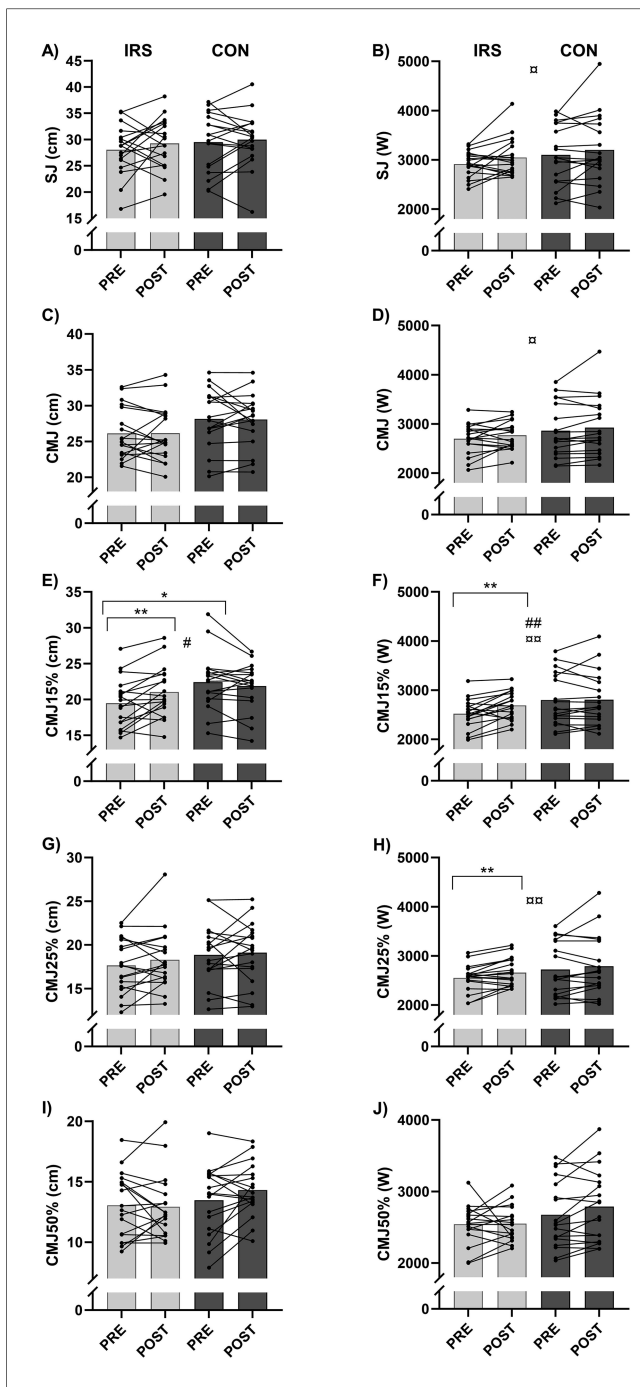 A) IRS CON
SJ (cm)
45
40
35
30
25
20
15
0
PRE POST PRE POST
B) IRS ¤ CON
SJ (W)
5000
4000
3000
2000
0
PRE POST PRE POST
C)
CMJ (cm)
40
35
30
25
20
0
PRE POST PRE POST
D)
CMJ (W)
5000
¤
4000
3000
2000
0
PRE POST PRE POST
E)
CMJ15% (cm)
35
30
25
20
15
0
*
**
#
PRE POST PRE POST
F)
CMJ15% (W)
5000
4000
3000
2000
0
**
##
¤¤
PRE POST PRE POST
G)
CMJ25% (cm)
30
25
20
15
0
PRE POST PRE POST
H)
CMJ25% (W)
5000
4000
3000
2000
0
**
¤¤
PRE POST PRE POST
I)
CMJ50% (cm)
20
15
10
0
PRE POST PRE POST
J)
CMJ50% (W)
4000
3000
2000
0
PRE POST PRE POST